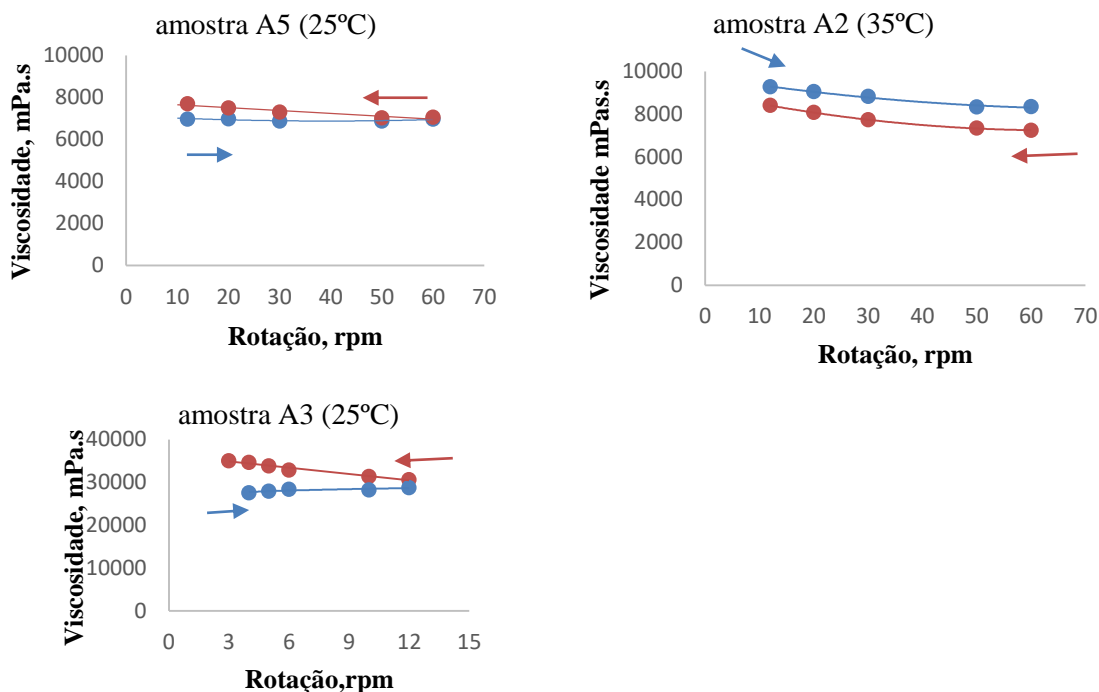 amostra A5 (25ºC)
Viscosidade, mPa.s
10000
8000
6000
4000
2000
0
0 10 20 30 40 50 60 70
Rotação, rpm
amostra A2 (35ºC)
Viscosidade mPas.s
10000
8000
6000
4000
2000
0
0 10 20 30 40 50 60 70
Rotação, rpm
amostra A3 (25ºC)
Viscosidade, mPa.s
40000
30000
20000
10000
0
0 3 6 9 12 15
Rotação,rpm